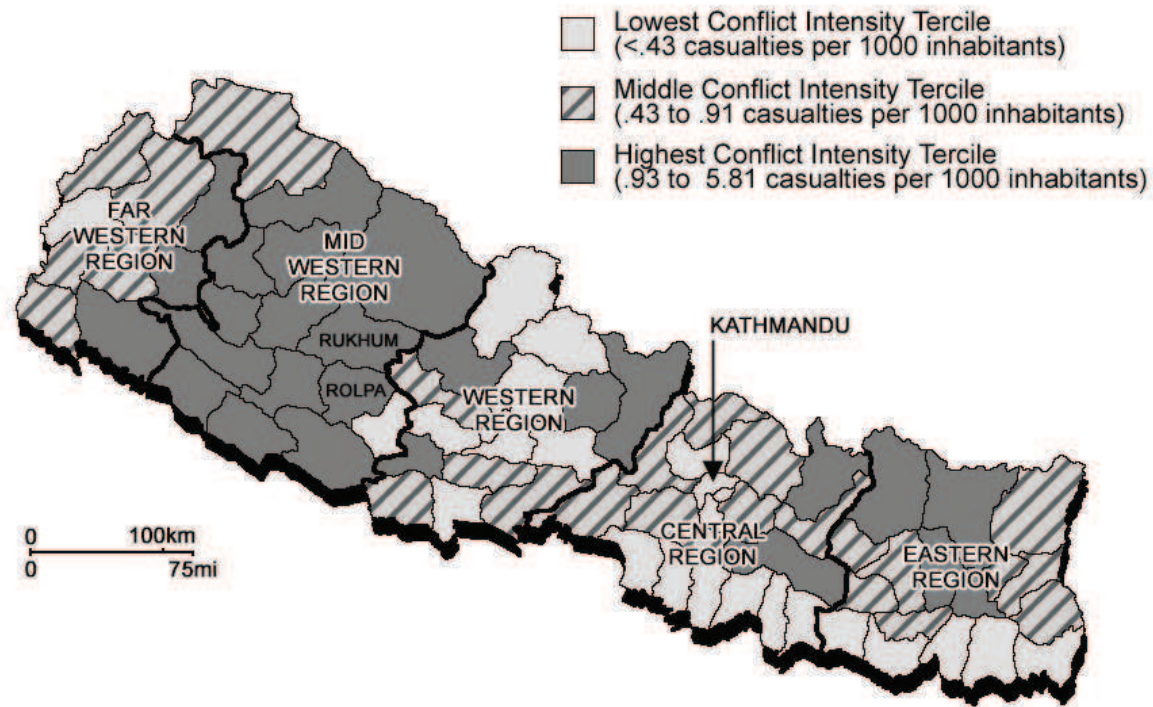 Lowest Conflict Intensity Tercile
(<.43 casualties per 1000 inhabitants)
Middle Conflict Intensity Tercile
(.43 to .91 casualties per 1000 inhabitants)
Highest Conflict Intensity Tercile
(.93 to 5.81 casualties per 1000 inhabitants)
FAR
WESTERN
REGION
MID
WESTERN
REGION
RUKHUM
ROLPA
WESTERN
REGION
KATHMANDU
CENTRAL
REGION
EASTERN
REGION
0 100km
0 75mi